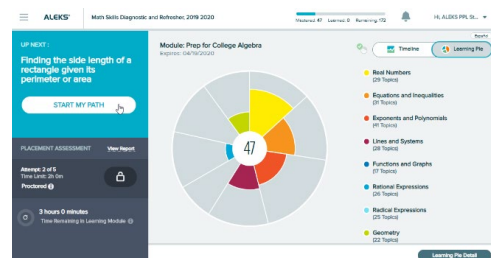 ALEKS®
Math Skills Diagnostic and Refresher, 2019 2020
Mastered: 47 Learned: 0 Remaining: 172
Hi, ALEKS PPL St...
Español
UP NEXT:
Finding the side length of a
rectangle given its
perimeter or area
START MY PATH
PLACEMENT ASSESSMENT View Report
Attempt: 2 of 5
Time Limit: 2h 0m
Proctored
3 hours 0 minutes
Time Remaining in Learning Module
Module: Prep for College Algebra
Expires: 04/19/2020
Timeline
Learning Pie
47
Real Numbers
(29 Topics)
Equations and Inequalities
(31 Topics)
Exponents and Polynomials
(41 Topics)
Lines and Systems
(28 Topics)
Functions and Graphs
(17 Topics)
Rational Expressions
(26 Topics)
Radical Expressions
(25 Topics)
Geometry
(22 Topics)
Learning Pie Detail